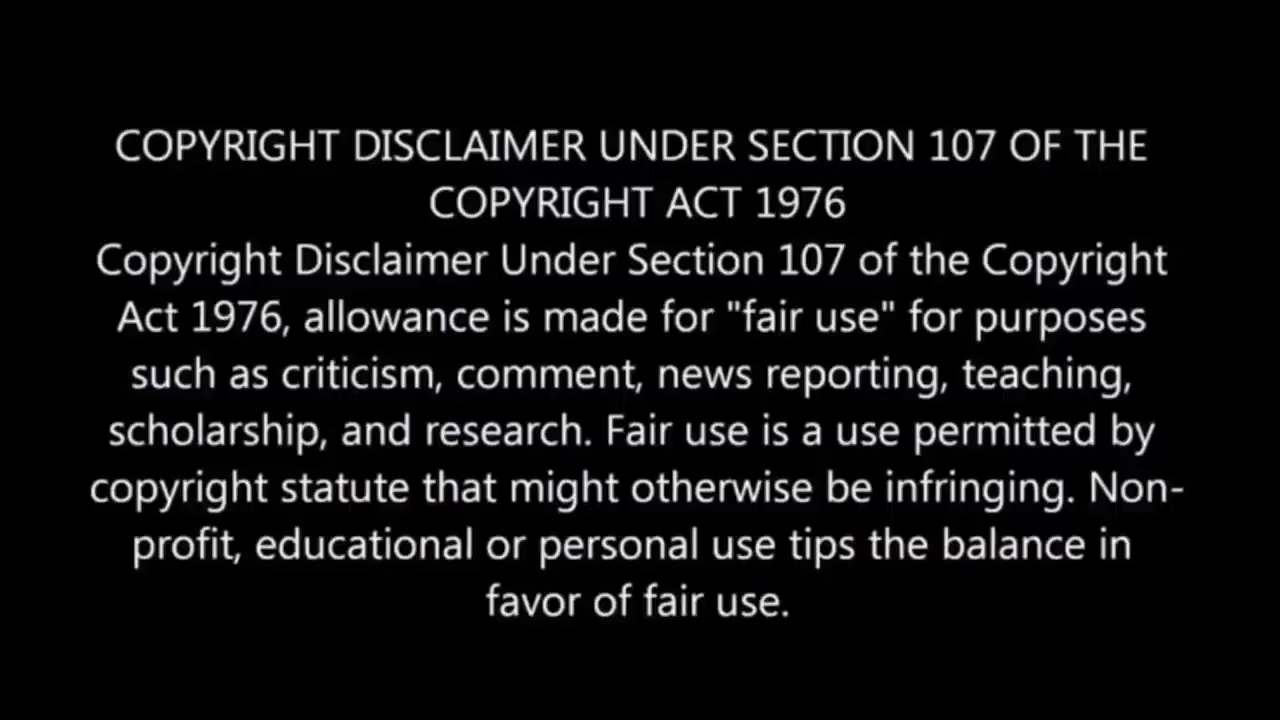 COPYRIGHT DISCLAIMER UNDER SECTION 107 OF THE
COPYRIGHT ACT 1976
Copyright Disclaimer Under Section 107 of the Copyright
Act 1976, allowance is made for "fair use" for purposes
such as criticism, comment, news reporting, teaching,
scholarship, and research. Fair use is a use permitted by
copyright statute that might otherwise be infringing. Non-
profit, educational or personal use tips the balance in
favor of fair use.